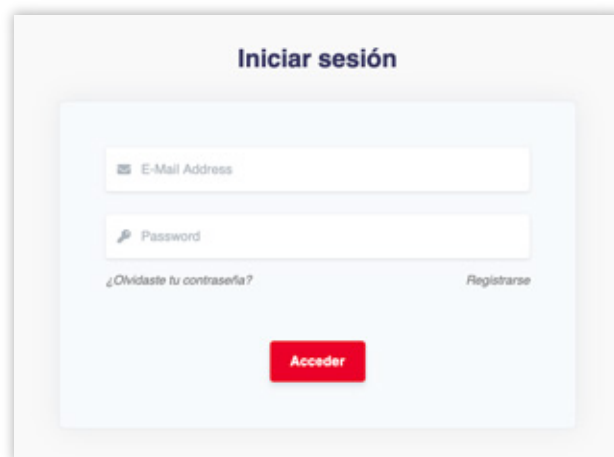 Iniciar sesión
E-Mail Address
Password
¿Olvidaste tu contraseña? Registrarse
Acceder